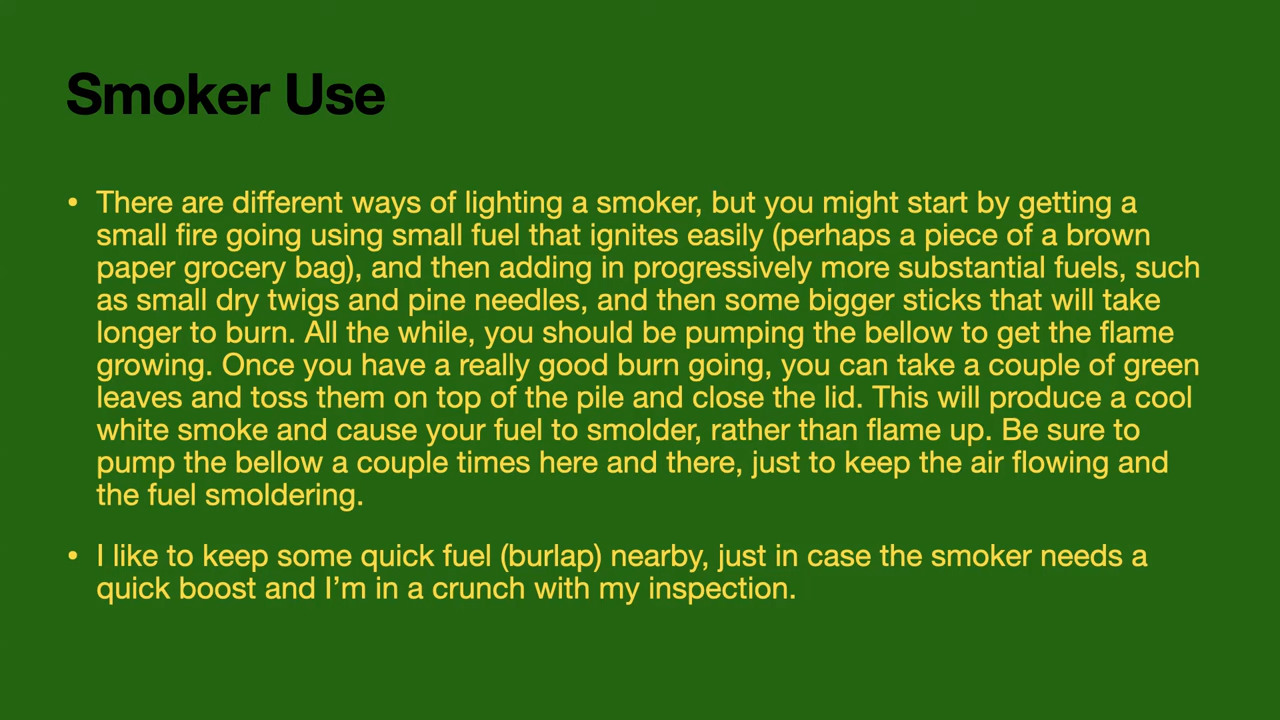 Smoker Use
• There are different ways of lighting a smoker, but you might start by getting a
small fire going using small fuel that ignites easily (perhaps a piece of a brown
paper grocery bag), and then adding in progressively more substantial fuels, such
as small dry twigs and pine needles, and then some bigger sticks that will take
longer to burn. All the while, you should be pumping the bellow to get the flame
growing. Once you have a really good burn going, you can take a couple of green
leaves and toss them on top of the pile and close the lid. This will produce a cool
white smoke and cause your fuel to smolder, rather than flame up. Be sure to
pump the bellow a couple times here and there, just to keep the air flowing and
the fuel smoldering.
• I like to keep some quick fuel (burlap) nearby, just in case the smoker needs a
quick boost and I’m in a crunch with my inspection.